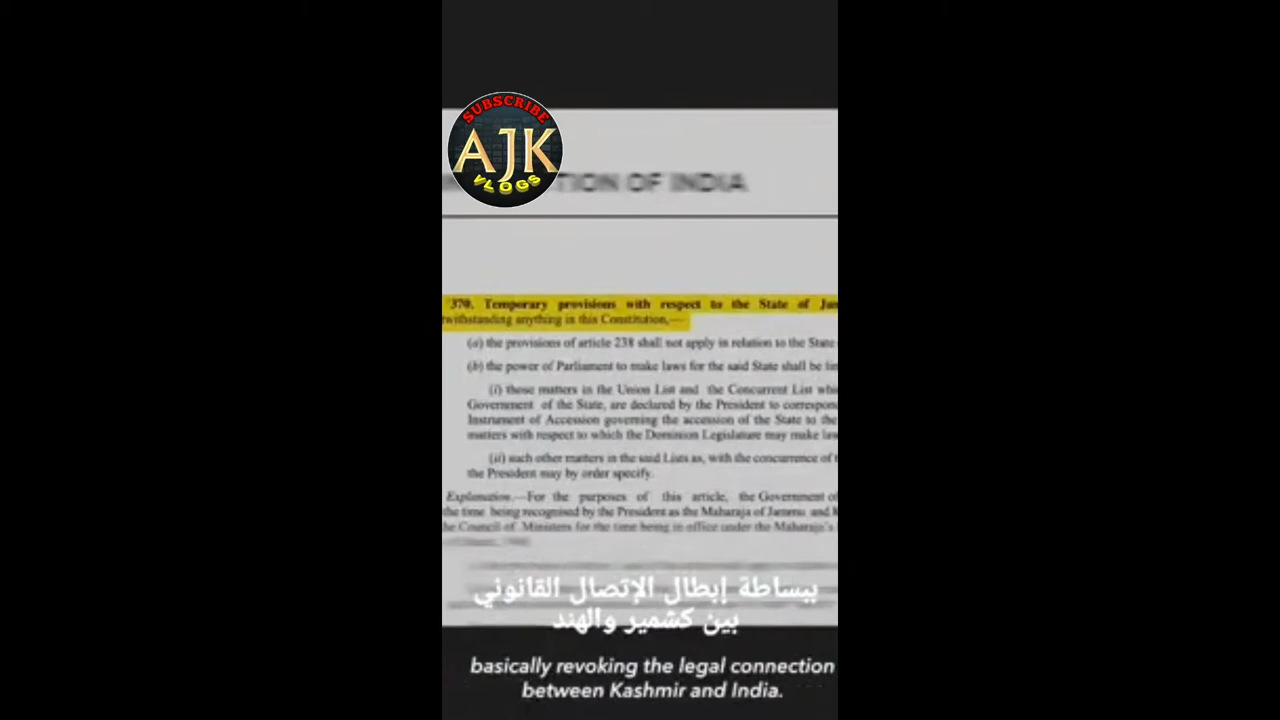 SUBSCRIBE
AJK
VLOGS
TION OF INDIA
370. Temporary provisions with respect to the State of
withstanding anything in this Constitution,—
(a) the provisions of article 238 shall not apply in relation to the State
(b) the power of Parliament to make laws for the said State shall be
(i) those matters in the Union List and the Concurrent List
Government of the State, are declared by the President to
Instrument of Accession governing the accession of the State to the
matters with respect to which the Dominion Legislature may make
(ii) such other matters in the said Lists as, with the concurrence of
the President may by order specify.
Explanation.—For the purposes of this article, the Government
the time being recognised by the President as the Maharaja of Jammu and
the Council of Ministers for the time being in office under the Maharaja's
ببساطة إبطال الإتصال القانوني
بين كشمير والهند
basically revoking the legal connection
between Kashmir and India.